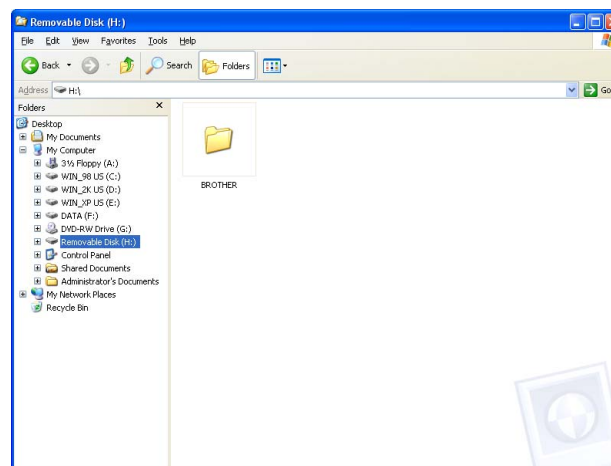 Removable Disk (H:)
File Edit View Favorites Tools Help
Back Search Folders
Address H:\ Go
Folders
Desktop
My Documents
My Computer
3½ Floppy (A:)
WIN_98 US (C:)
WIN_2K US (D:)
WIN_XP US (E:)
DATA (F:)
DVD-RW Drive (G:)
Removable Disk (H:)
Control Panel
Shared Documents
Administrator's Documents
My Network Places
Recycle Bin
BROTHER